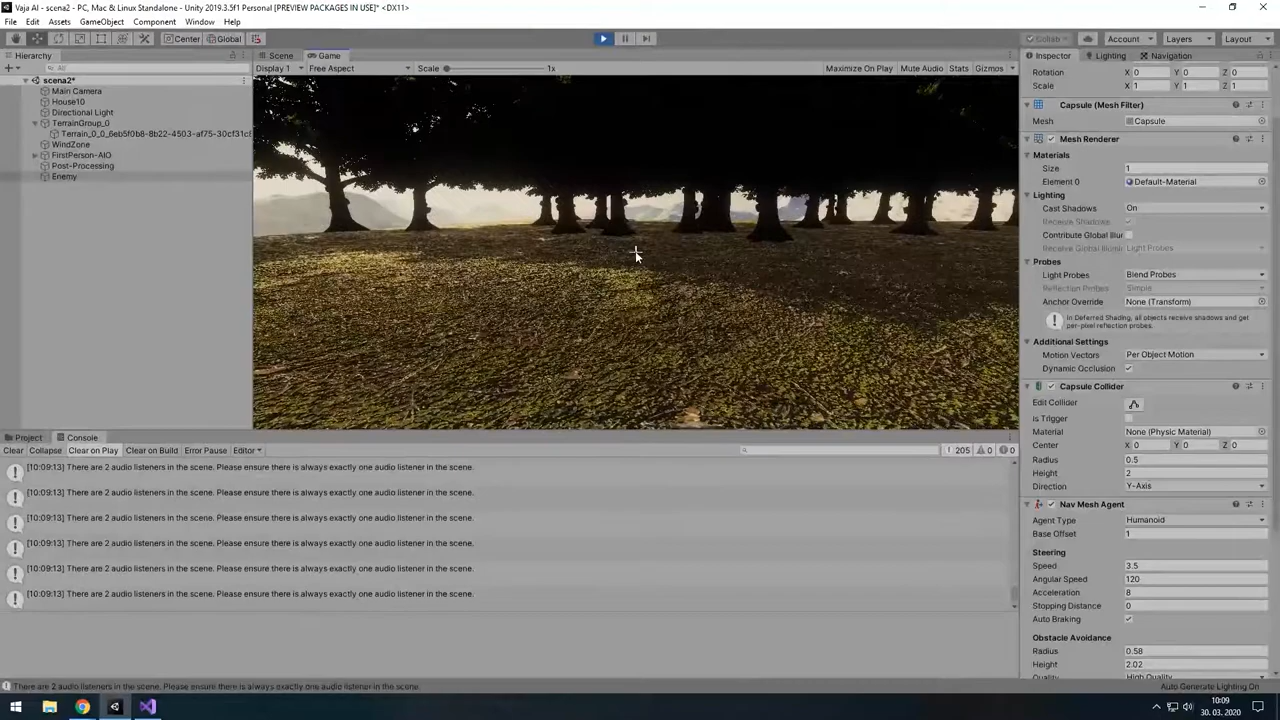 Vaja AI - scena2 - PC, Mac & Linux Standalone - Unity 2019.3.5f1 Personal [PREVIEW PACKAGES IN USE]* <DX11>
File Edit Assets GameObject Component Window Help
Center Global Collab Account Layers Layout
Hierarchy
All
scena2*
Main Camera
House10
Directional Light
TerrainGroup_0
Terrain_0_0_6eb5f0b8-8b22-4503-af75-30cf31c
WindZone
FirstPerson-AIO
Post-Processing
Enemy
Scene Game
Display 1 Free Aspect Scale 1x Maximize On Play Mute Audio Stats Gizmos
Inspector Lighting Navigation
Rotation X 0 Y 0 Z 0
Scale X 1 Y 1 Z 1
Capsule (Mesh Filter)
Mesh Capsule
Mesh Renderer
Materials
Size 1
Element 0 Default-Material
Lighting
Cast Shadows On
Receive Shadows
Contribute Global Illur
Receive Global Illumi Light Probes
Probes
Light Probes Blend Probes
Reflection Probes Simple
Anchor Override None (Transform)
In Deferred Shading, all objects receive shadows and get
per-pixel reflection probes.
Additional Settings
Motion Vectors Per Object Motion
Dynamic Occlusion
Capsule Collider
Edit Collider
Is Trigger
Material None (Physic Material)
Center X 0 Y 0 Z 0
Radius 0.5
Height 2
Direction Y-Axis
Nav Mesh Agent
Agent Type Humanoid
Base Offset 1
Steering
Speed 3.5
Angular Speed 120
Acceleration 8
Stopping Distance 0
Auto Braking
Obstacle Avoidance
Radius 0.58
Height 2.02
Quality High Quality
Project Console
Clear Collapse Clear on Play Clear on Build Error Pause Editor 205 0 0
[10:09:13] There are 2 audio listeners in the scene. Please ensure there is always exactly one audio listener in the scene.
[10:09:13] There are 2 audio listeners in the scene. Please ensure there is always exactly one audio listener in the scene.
[10:09:13] There are 2 audio listeners in the scene. Please ensure there is always exactly one audio listener in the scene.
[10:09:13] There are 2 audio listeners in the scene. Please ensure there is always exactly one audio listener in the scene.
[10:09:13] There are 2 audio listeners in the scene. Please ensure there is always exactly one audio listener in the scene.
[10:09:13] There are 2 audio listeners in the scene. Please ensure there is always exactly one audio listener in the scene.
There are 2 audio listeners in the scene. Please ensure there is always exactly one audio listener in the scene.
Auto Generate Lighting On
10:09
30. 03. 2020